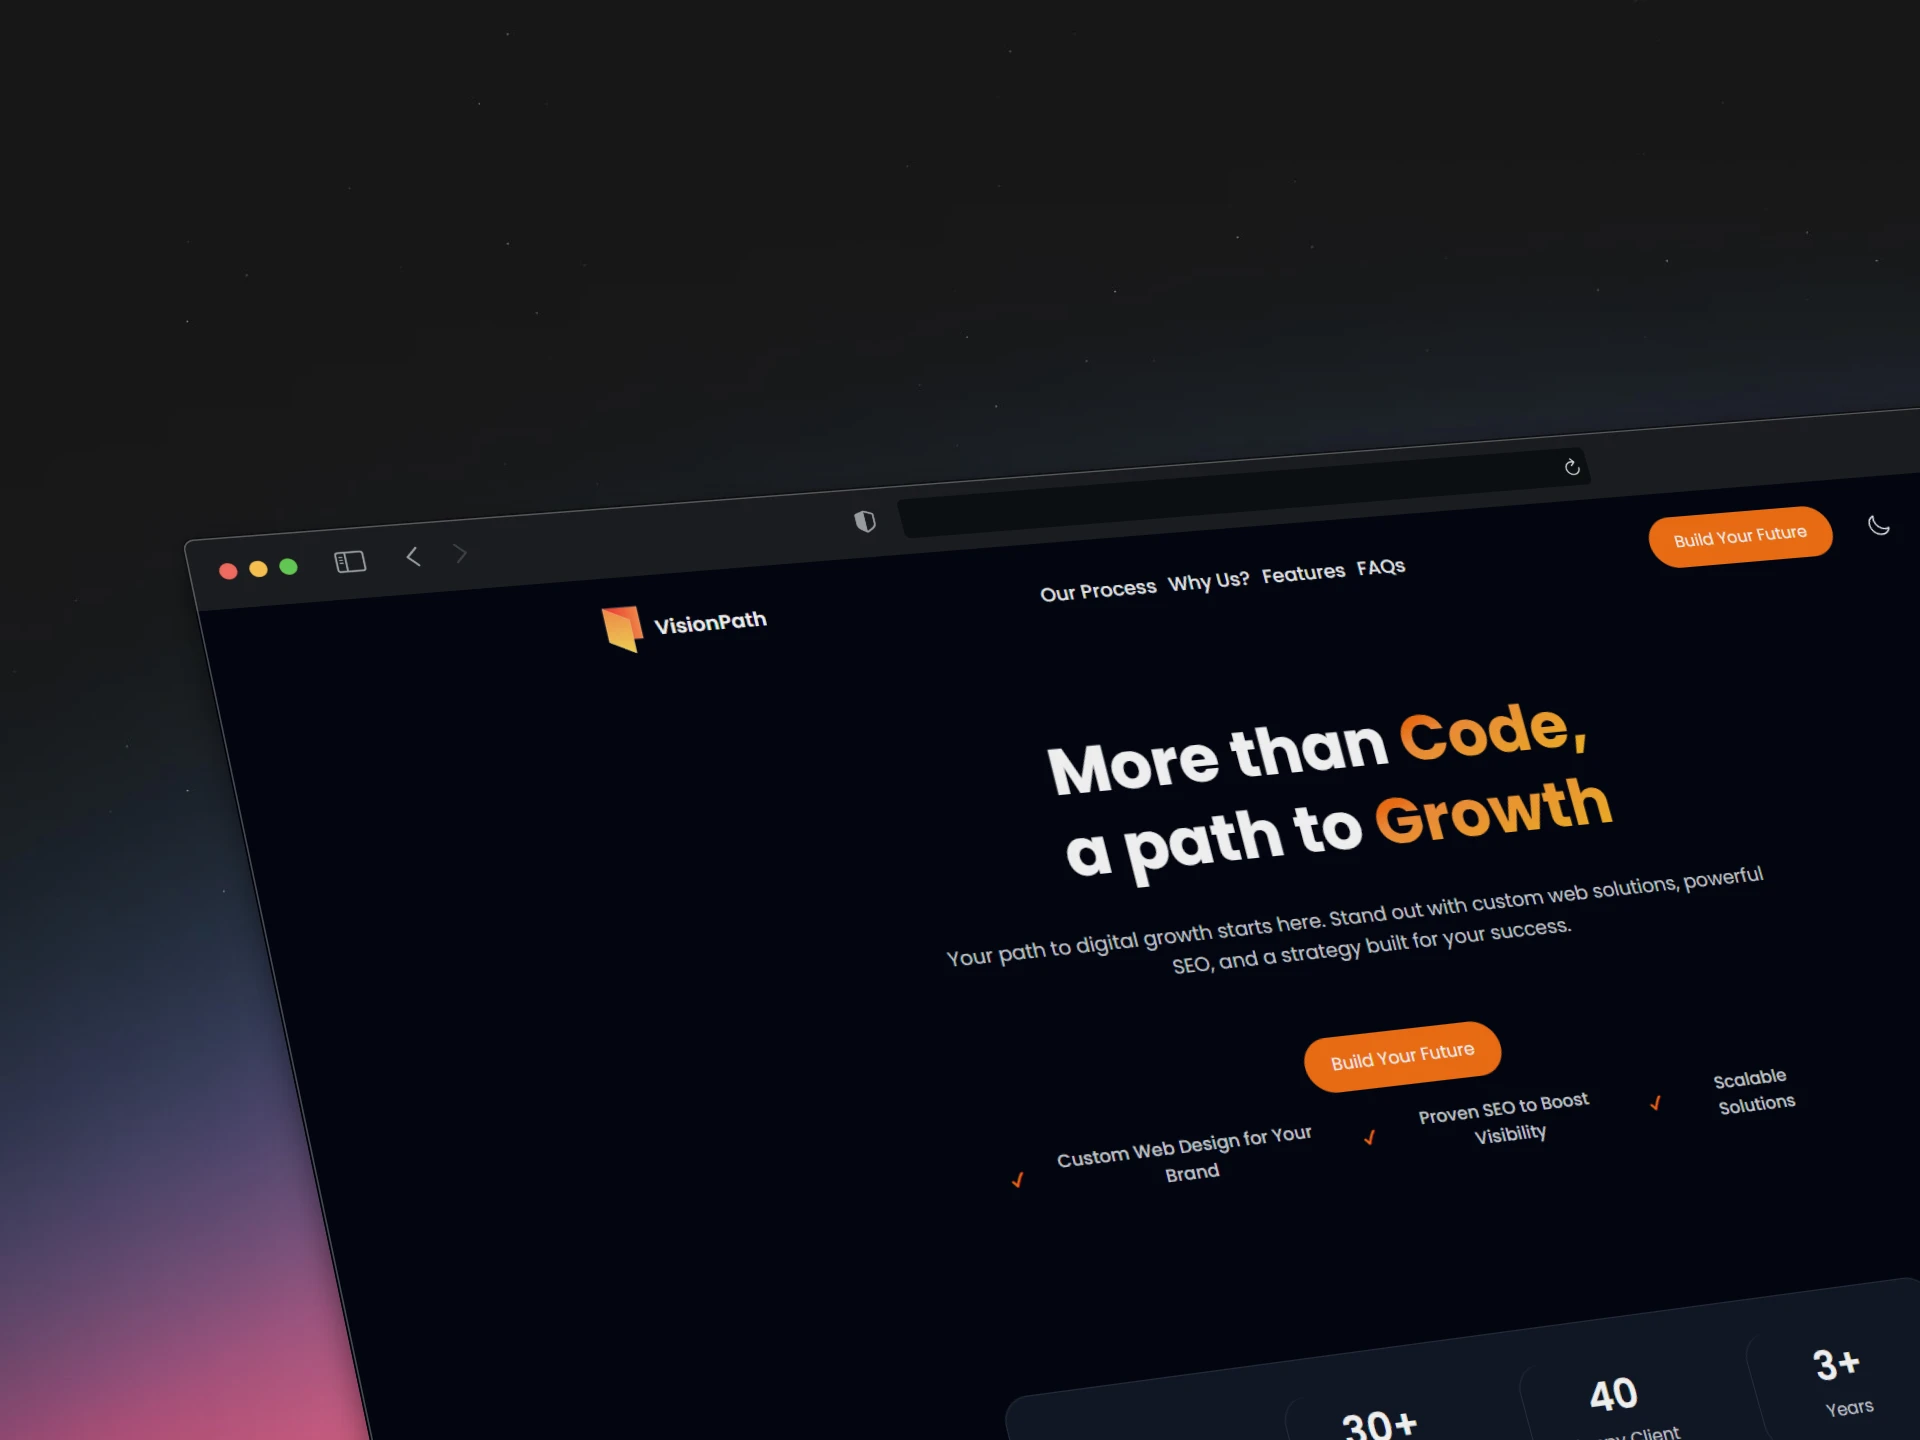 VisionPath
Our Process Why Us? Features FAQs
Build Your Future
More than Code,
a path to Growth
Your path to digital growth starts here. Stand out with custom web solutions, powerful
SEO, and a strategy built for your success.
Build Your Future
✓ Custom Web Design for Your
Brand
✓ Proven SEO to Boost
Visibility
✓ Scalable
Solutions
30+
40
Client
3+
Years